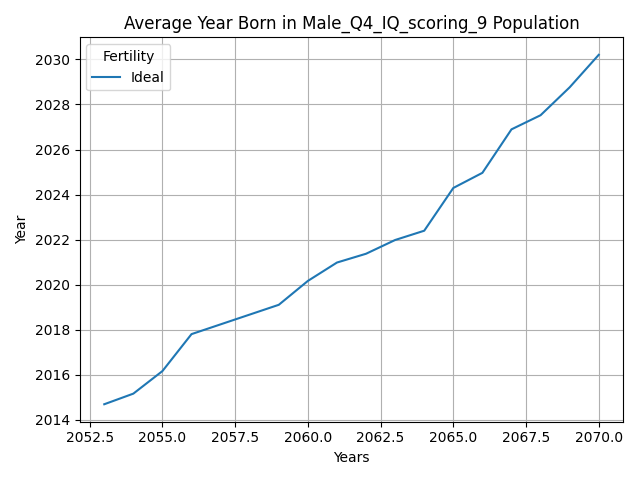 Average Year Born in Male_Q4_IQ_scoring_9 Population
Fertility
Ideal
2030
2028
2026
2024
2022
2020
2018
2016
2014
Year
2052.5 2055.0 2057.5 2060.0 2062.5 2065.0 2067.5 2070.0
Years